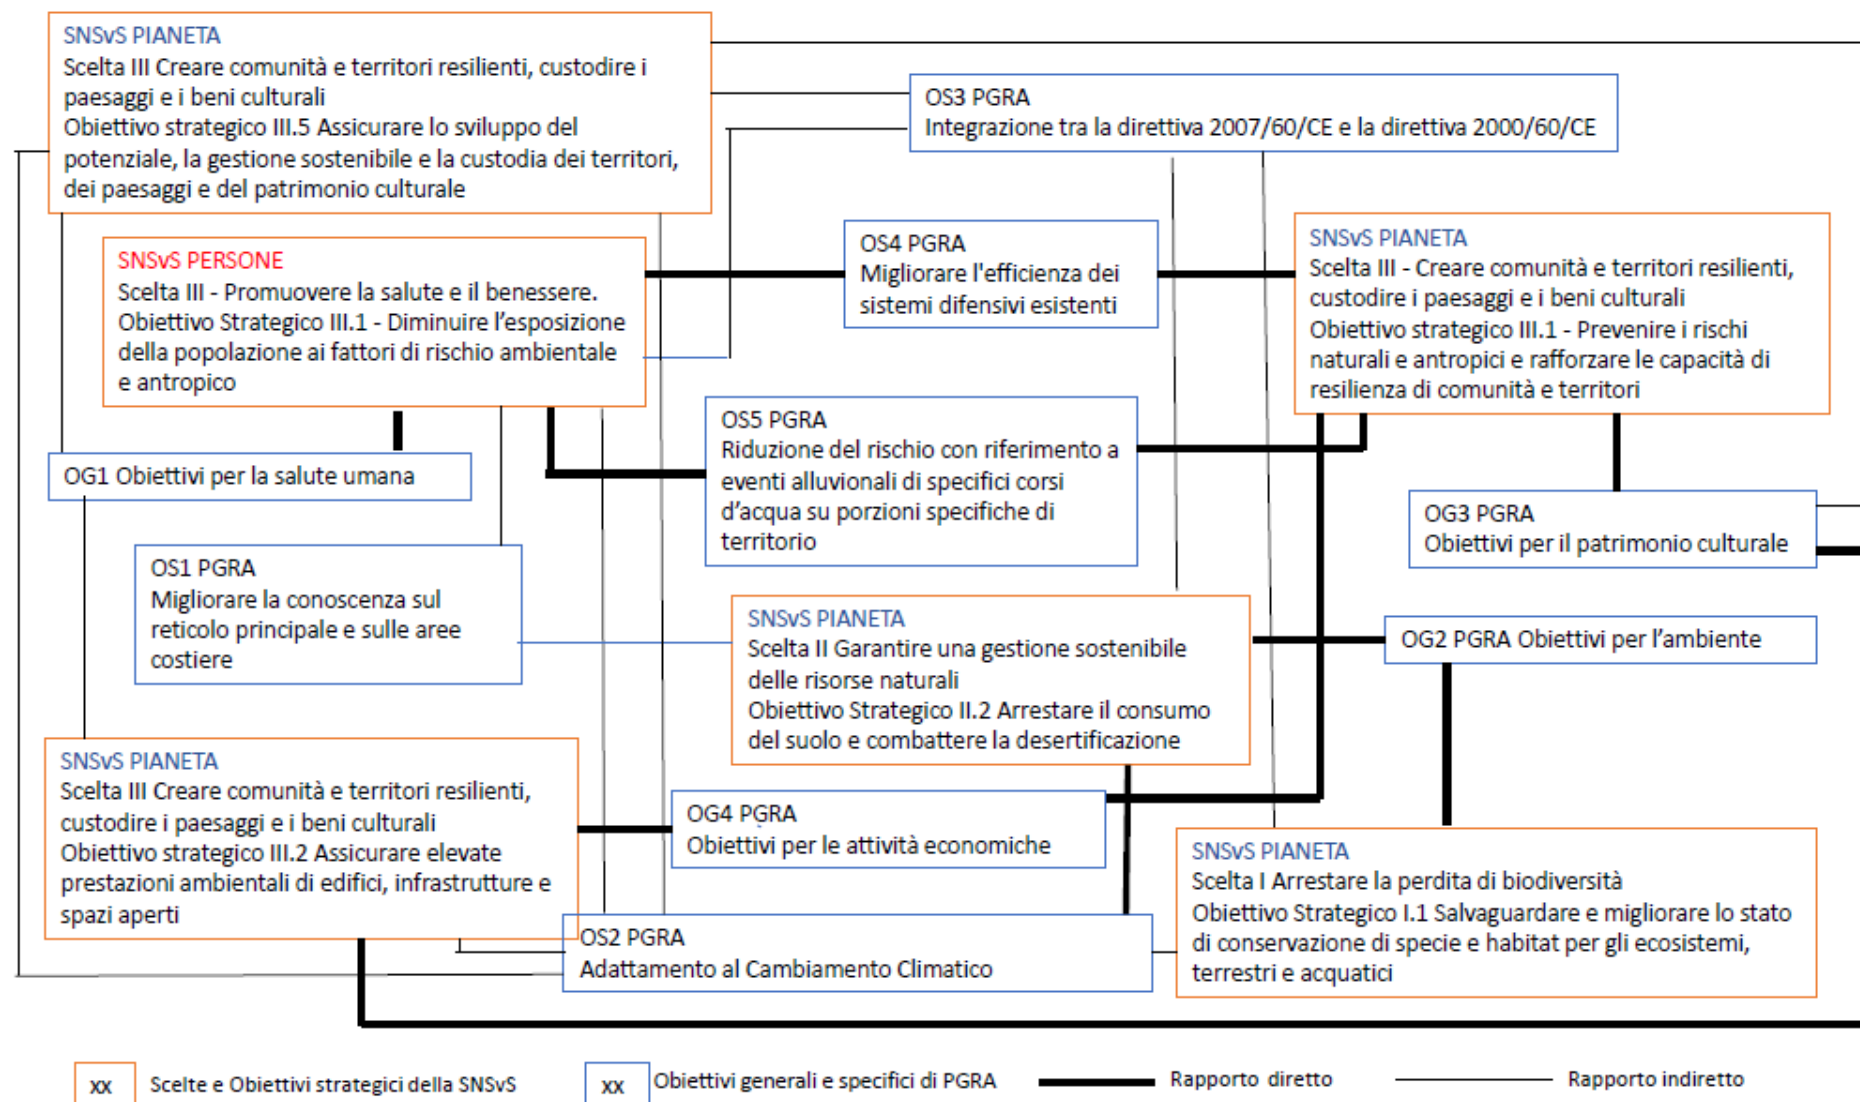 SNSvS PIANETA
Scelta III Creare comunità e territori resilienti, custodire i
paesaggi e i beni culturali
Obiettivo strategico III.5 Assicurare lo sviluppo del
potenziale, la gestione sostenibile e la custodia dei territori,
dei paesaggi e del patrimonio culturale
OS3 PGRA
Integrazione tra la direttiva 2007/60/CE e la direttiva 2000/60/CE
SNSvS PERSONE
Scelta III - Promuovere la salute e il benessere.
Obiettivo Strategico III.1 - Diminuire l'esposizione
della popolazione ai fattori di rischio ambientale
e antropico
OS4 PGRA
Migliorare l'efficienza dei
sistemi difensivi esistenti
SNSvS PIANETA
Scelta III - Creare comunità e territori resilienti,
custodire i paesaggi e i beni culturali
Obiettivo strategico III.1 - Prevenire i rischi
naturali e antropici e rafforzare le capacità di
resilienza di comunità e territori
OS5 PGRA
Riduzione del rischio con riferimento a
eventi alluvionali di specifici corsi
d'acqua su porzioni specifiche di
territorio
OG1 Obiettivi per la salute umana
OG3 PGRA
Obiettivi per il patrimonio culturale
OS1 PGRA
Migliorare la conoscenza sul
reticolo principale e sulle aree
costiere
SNSvS PIANETA
Scelta II Garantire una gestione sostenibile
delle risorse naturali
Obiettivo Strategico II.2 Arrestare il consumo
del suolo e combattere la desertificazione
OG2 PGRA Obiettivi per l'ambiente
SNSvS PIANETA
Scelta III Creare comunità e territori resilienti,
custodire i paesaggi e i beni culturali
Obiettivo strategico III.2 Assicurare elevate
prestazioni ambientali di edifici, infrastrutture e
spazi aperti
OG4 PGRA
Obiettivi per le attività economiche
SNSvS PIANETA
Scelta I Arrestare la perdita di biodiversità
Obiettivo Strategico I.1 Salvaguardare e migliorare lo stato
di conservazione di specie e habitat per gli ecosistemi,
terrestri e acquatici
OS2 PGRA
Adattamento al Cambiamento Climatico
xx Scelte e Obiettivi strategici della SNSvS
xx Obiettivi generali e specifici di PGRA
Rapporto diretto
Rapporto indiretto